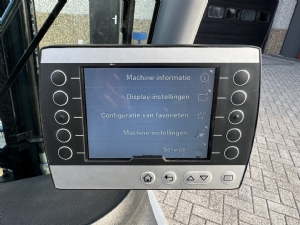 Machine informatie
Display-instellingen
Configuratie van favorieten
Machine-instellingen
Service